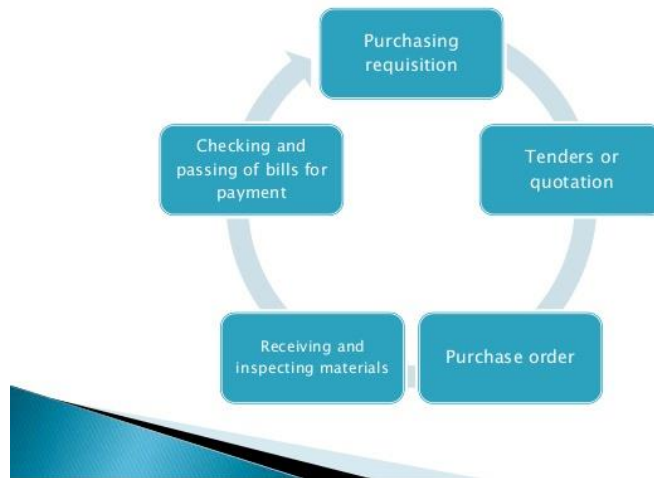 Purchasing
requisition
Tenders or
quotation
Purchase order
Receiving and
inspecting materials
Checking and
passing of bills for
payment